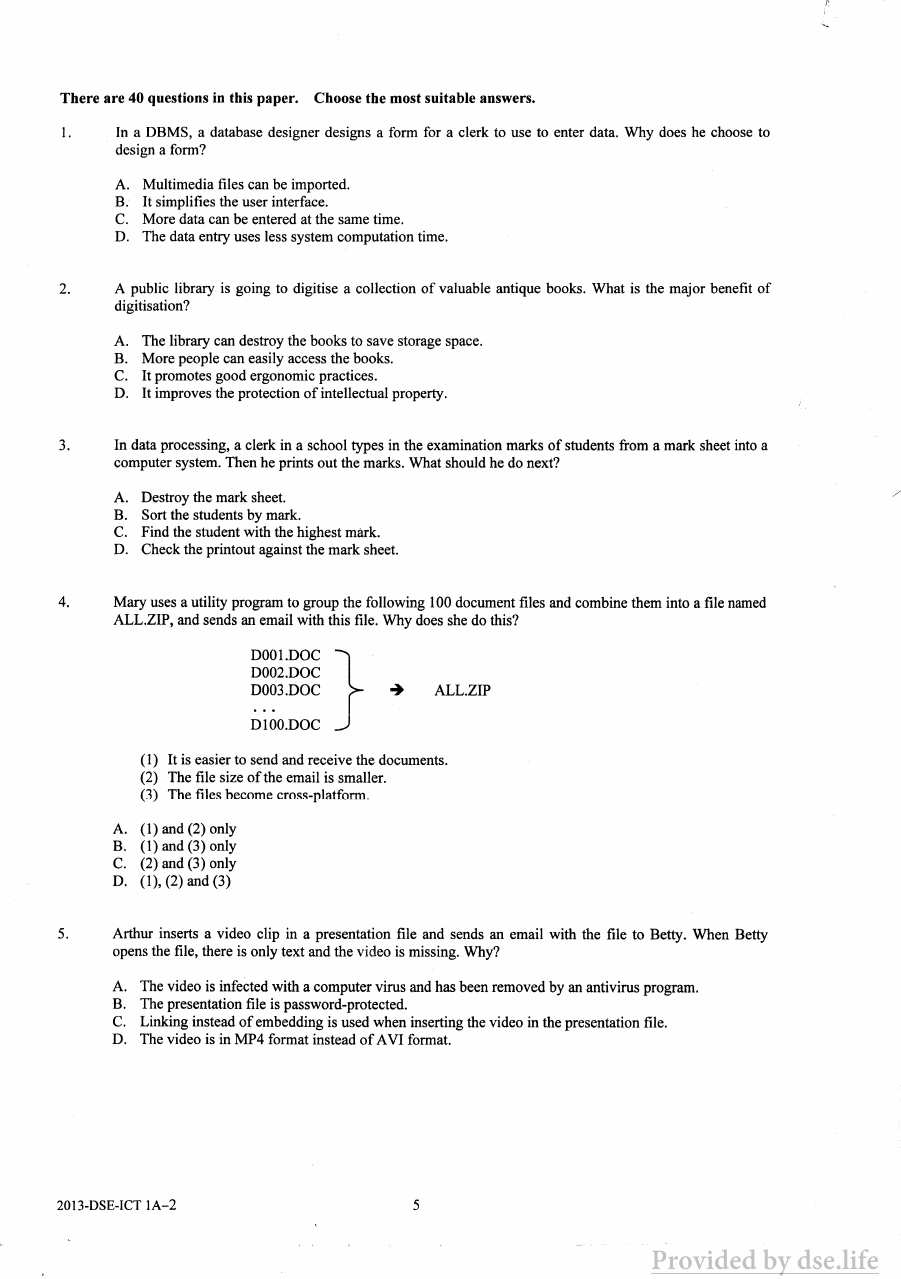 There are 40 questions in this paper. Choose the most suitable answers.
1. In a DBMS, a database designer designs a form for a clerk to use to enter data. Why does he choose to
design a form?
A. Multimedia files can be imported.
B. It simplifies the user interface.
C. More data can be entered at the same time.
D. The data entry uses less system computation time.
2. A public library is going to digitise a collection of valuable antique books. What is the major benefit of
digitisation?
A. The library can destroy the books to save storage space.
B. More people can easily access the books.
C. It promotes good ergonomic practices.
D. It improves the protection of intellectual property.
3. In data processing, a clerk in a school types in the examination marks of students from a mark sheet into a
computer system. Then he prints out the marks. What should he do next?
A. Destroy the mark sheet.
B. Sort the students by mark.
C. Find the student with the highest mark.
D. Check the printout against the mark sheet.
4. Mary uses a utility program to group the following 100 document files and combine them into a file named
ALL.ZIP, and sends an email with this file. Why does she do this?
D001.DOC
D002.DOC
D003.DOC ➔ ALL.ZIP
...
D100.DOC
(1) It is easier to send and receive the documents.
(2) The file size of the email is smaller.
(3) The files become cross-platform.
A. (1) and (2) only
B. (1) and (3) only
C. (2) and (3) only
D. (1), (2) and (3)
5. Arthur inserts a video clip in a presentation file and sends an email with the file to Betty. When Betty
opens the file, there is only text and the video is missing. Why?
A. The video is infected with a computer virus and has been removed by an antivirus program.
B. The presentation file is password-protected.
C. Linking instead of embedding is used when inserting the video in the presentation file.
D. The video is in MP4 format instead of AVI format.
2013-DSE-ICT 1A–2 5
Provided by dse.life